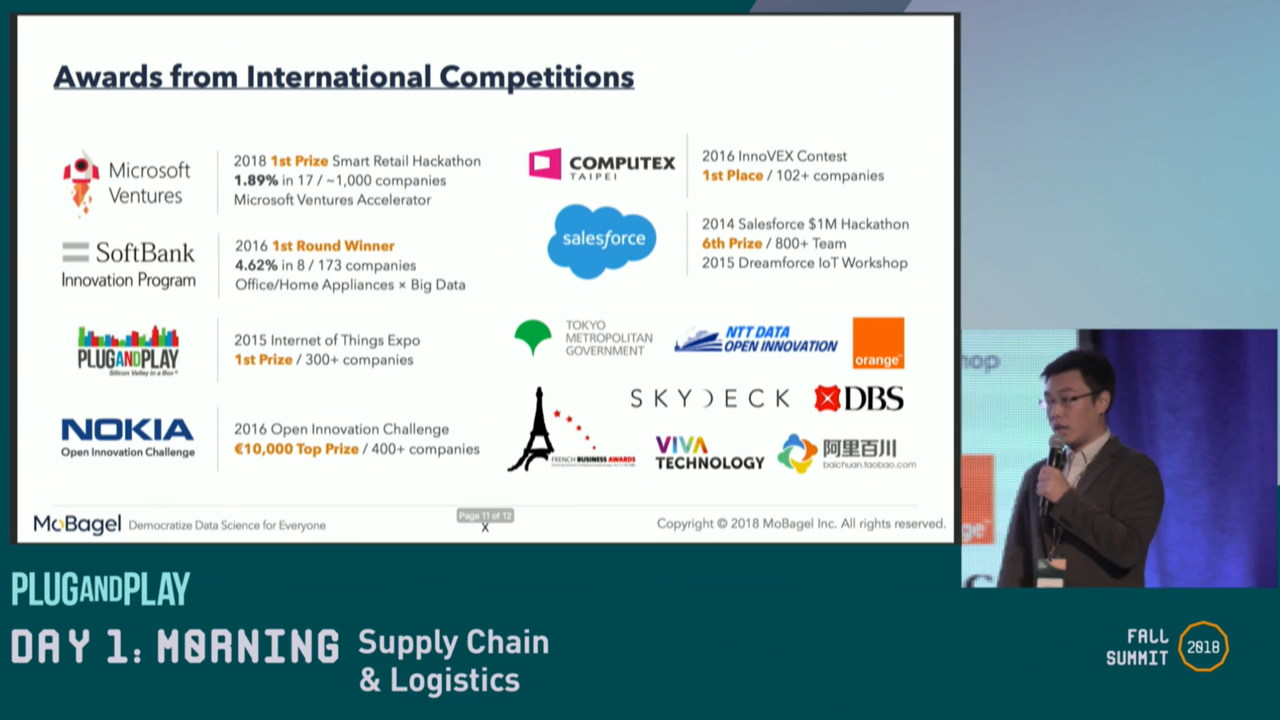 Awards from International Competitions
Microsoft
Ventures
2018 1st Prize Smart Retail Hackathon
1.89% in 17 / ~1,000 companies
Microsoft Ventures Accelerator
SoftBank
Innovation Program
2016 1st Round Winner
4.62% in 8 / 173 companies
Office/Home Appliances × Big Data
PLUGANDPLAY
Silicon Valley in a Box
2015 Internet of Things Expo
1st Prize / 300+ companies
NOKIA
Open Innovation Challenge
2016 Open Innovation Challenge
€10,000 Top Prize / 400+ companies
COMPUTEX
TAIPEI
2016 InnoVEX Contest
1st Place / 102+ companies
salesforce
2014 Salesforce $1M Hackathon
6th Prize / 800+ Team
2015 Dreamforce IoT Workshop
TOKYO
METROPOLITAN
GOVERNMENT
NTT DATA
OPEN INNOVATION
orange™
SKYDECK
DBS
FRENCH BUSINESS AWARDS
VIVA
TECHNOLOGY
阿里百川
baichuan.taobao.com
MoBagel Democratize Data Science for Everyone
Page 11 of 12
X
Copyright © 2018 MoBagel Inc. All rights reserved.
hop
ge
PLUGANDPLAY
DAY 1: MORNING
Supply Chain
& Logistics
FALL
SUMMIT
2018